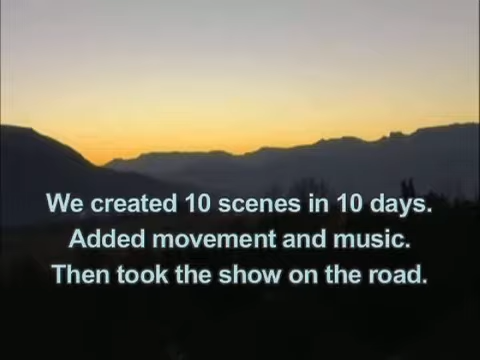 We created 10 scenes in 10 days.
Added movement and music.
Then took the show on the road.